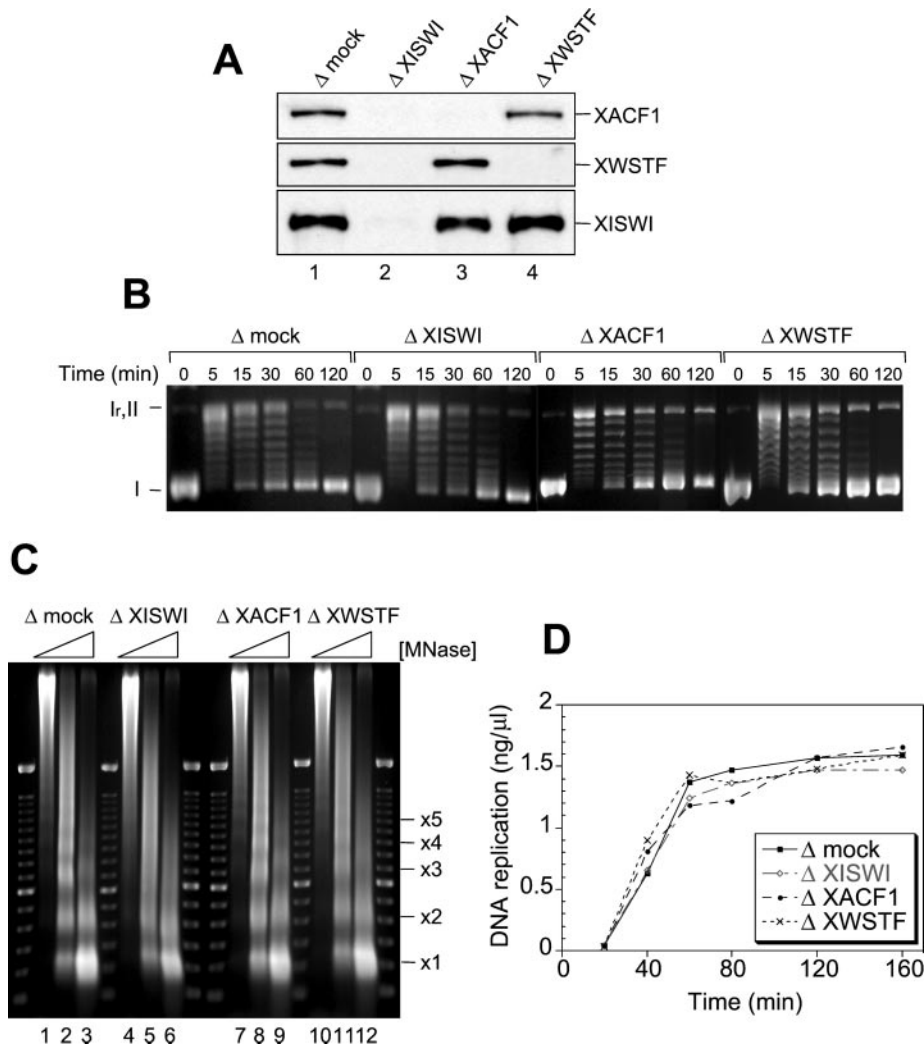 A
Δ mock
Δ XISWI
Δ XACF1
Δ XWSTF
XACF1
XWSTF
XISWI
1 2 3 4
B
Δ mock Δ XISWI Δ XACF1 Δ XWSTF
Time (min) 0 5 15 30 60 120 0 5 15 30 60 120 0 5 15 30 60 120 0 5 15 30 60 120
Ir,II
I
C
Δ mock Δ XISWI Δ XACF1 Δ XWSTF
[MNase]
x5
x4
x3
x2
x1
1 2 3 4 5 6 7 8 9 10 11 12
D
DNA replication (ng/μl)
2
1.5
1
0.5
0
0 40 80 120 160
Time (min)
Δ mock
Δ XISWI
Δ XACF1
Δ XWSTF